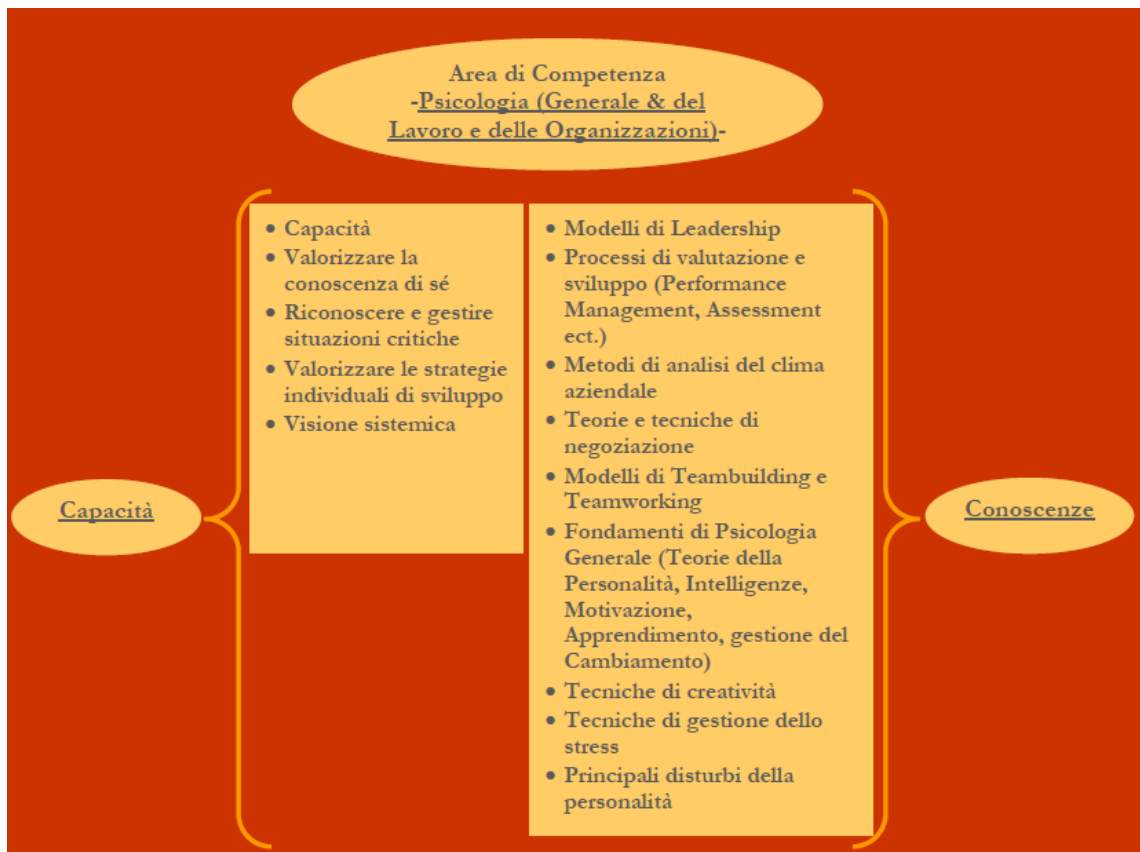 Area di Competenza
-Psicologia (Generale & del
Lavoro e delle Organizzazioni)-
Capacità
• Capacità
• Valorizzare la
conoscenza di sé
• Riconoscere e gestire
situazioni critiche
• Valorizzare le strategie
individuali di sviluppo
• Visione sistemica
• Modelli di Leadership
• Processi di valutazione e
sviluppo (Performance
Management, Assessment
ect.)
• Metodi di analisi del clima
aziendale
• Teorie e tecniche di
negoziazione
• Modelli di Teambuilding e
Teamworking
• Fondamenti di Psicologia
Generale (Teorie della
Personalità, Intelligenze,
Motivazione,
Apprendimento, gestione del
Cambiamento)
• Tecniche di creatività
• Tecniche di gestione dello
stress
• Principali disturbi della
personalità
Conoscenze